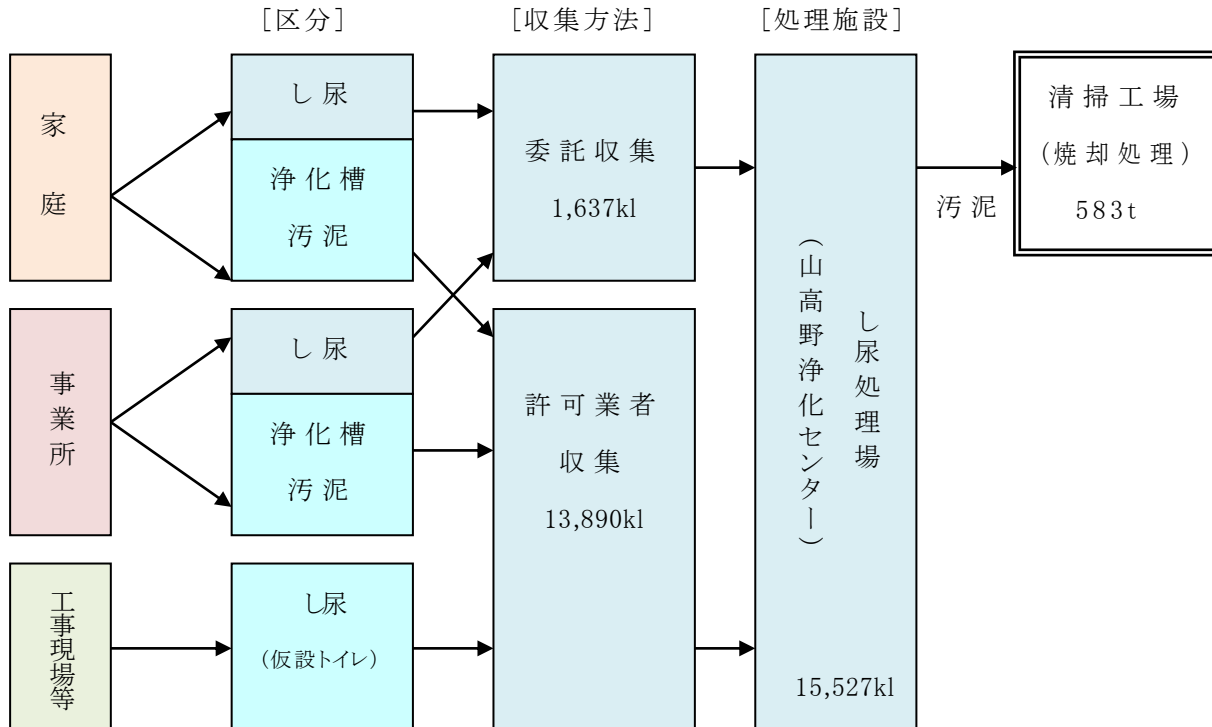 ［区分］
［収集方法］
［処理施設］
家庭
し尿
浄化槽
汚泥
委託収集
1,637kl
し尿処理場
（山高野浄化センター）
15,527kl
汚泥
清掃工場
(焼却処理)
583t
事業所
し尿
浄化槽
汚泥
許可業者
収集
13,890kl
工事現場等
し尿
(仮設トイレ)